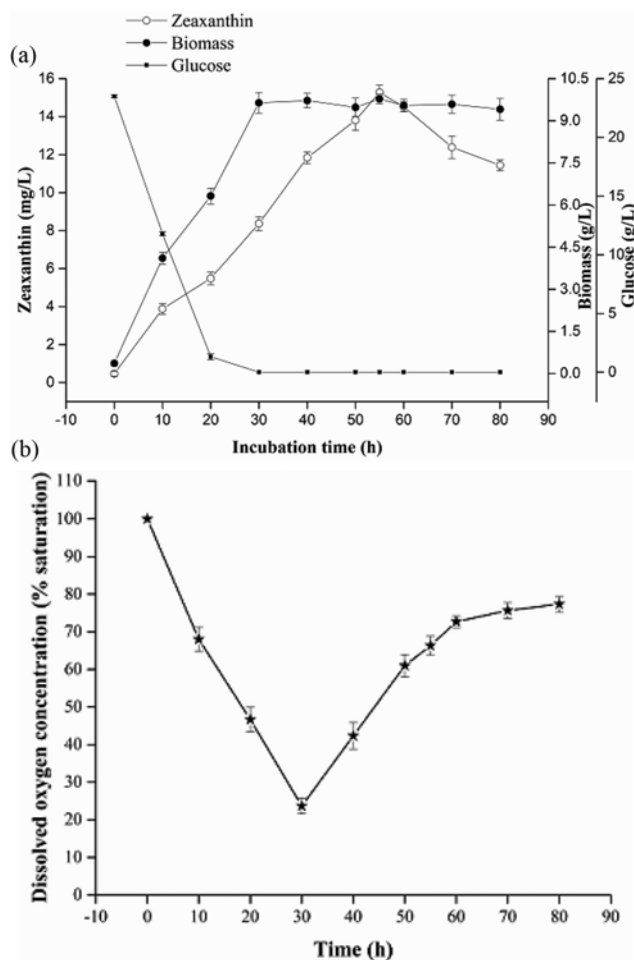 Zeaxanthin
Biomass
Glucose
(a)
16
14
12
10
8
6
4
2
0
Zeaxanthin (mg/L)
10.5
9.0
7.5
6.0
4.5
3.0
1.5
0.0
Biomass (g/L)
25
20
15
10
5
0
Glucose (g/L)
-10 0 10 20 30 40 50 60 70 80 90
Incubation time (h)
(b)
110
100
90
80
70
60
50
40
30
20
10
0
Dissolved oxygen concentration (% saturation)
-10 0 10 20 30 40 50 60 70 80 90
Time (h)